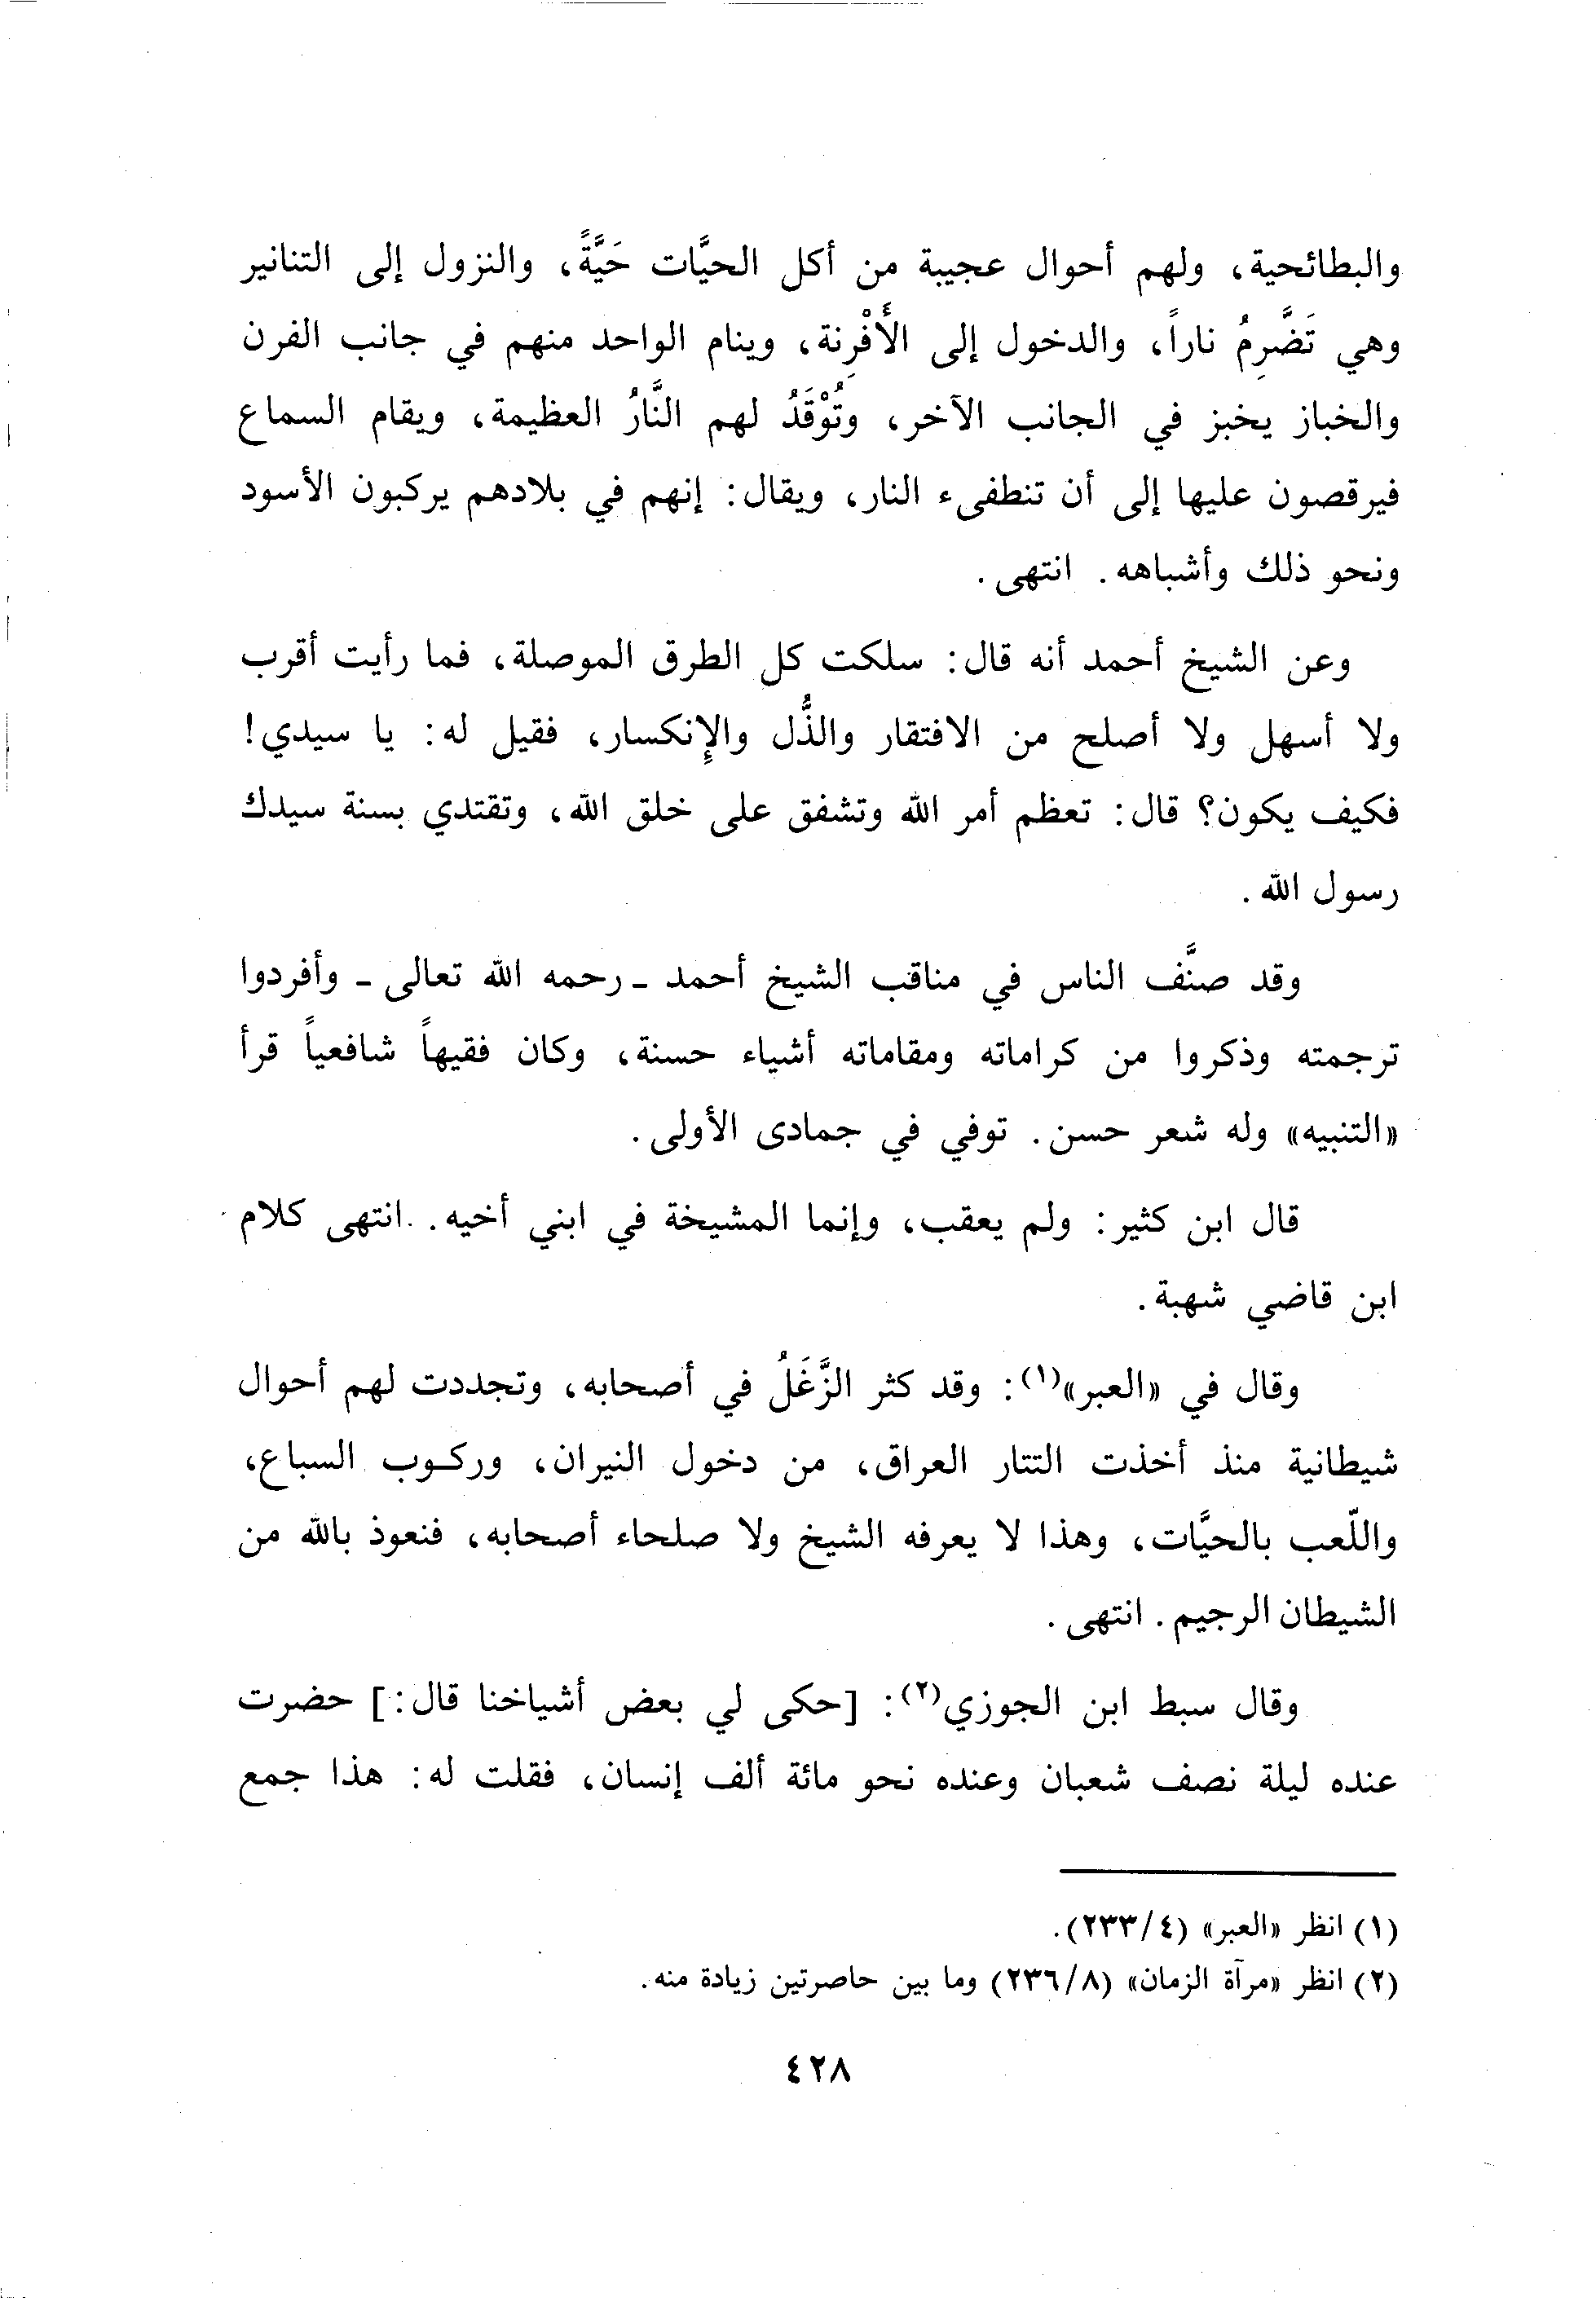 والبطائحية، ولهم أحوال عجيبة من أكل الحيَّات حَيَّةً، والنزول إلى التنانير
وهي تَضَّرِمُ ناراً، والدخول إلى الأَفْرِنة، وينام الواحد منهم في جانب الفرن
والخباز يخبز في الجانب الآخر، وتُوْقَدُ لهم النَّارُ العظيمة، ويقام السماع
فيرقصون عليها إلى أن تنطفىء النار، ويقال: إنهم في بلادهم يركبون الأسود
ونحو ذلك وأشباهه. انتهى.
وعن الشيخ أحمد أنه قال: سلكت كل الطرق الموصلة، فما رأيت أقرب
ولا أسهل ولا أصلح من الافتقار والذُّل والإنكسار، فقيل له: يا سيدي!
فكيف يكون؟ قال: تعظم أمر الله وتشفق على خلق الله، وتقتدي بسنة سيدك
رسول الله.
وقد صنَّف الناس في مناقب الشيخ أحمد ـ رحمه الله تعالى ـ وأفردوا
ترجمته وذكروا من كراماته ومقاماته أشياء حسنة، وكان فقيهاً شافعياً قرأ
«التنبيه» وله شعر حسن. توفي في جمادى الأولى.
قال ابن كثير: ولم يعقب، وإنما المشيخة في ابني أخيه. انتهى كلام
ابن قاضي شهبة.
وقال في «العبر»(١): وقد كثر الزَّغَلُ في أصحابه، وتجددت لهم أحوال
شيطانية منذ أخذت التتار العراق، من دخول النيران، وركوب السباع،
واللّعب بالحيَّات، وهذا لا يعرفه الشيخ ولا صلحاء أصحابه، فنعوذ بالله من
الشيطان الرجيم. انتهى.
وقال سبط ابن الجوزي(٢): [حكى لي بعض أشياخنا قال:] حضرت
عنده ليلة نصف شعبان وعنده نحو مائة ألف إنسان، فقلت له: هذا جمع
(١) انظر «العبر» (٤/٢٣٣).
(٢) انظر «مرآة الزمان» (٨/٢٣٦) وما بين حاصرتين زيادة منه.
٤٢٨